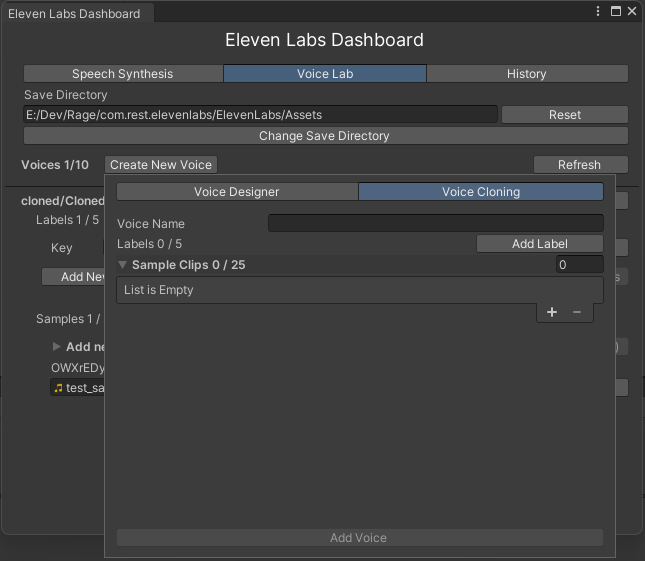 Eleven Labs Dashboard
Eleven Labs Dashboard
Speech Synthesis Voice Lab History
Save Directory
E:/Dev/Rage/com.rest.elevenlabs/ElevenLabs/Assets Reset
Change Save Directory
Voices 1/10 Create New Voice Refresh
Voice Designer Voice Cloning
cloned/Cloned
Labels 1 / 5
Voice Name
Labels 0 / 5 Add Label
Key
Sample Clips 0 / 25 0
Add New
List is Empty
+ −
Samples 1 /
Add ne
OWXrEDy
test_sa
Add Voice